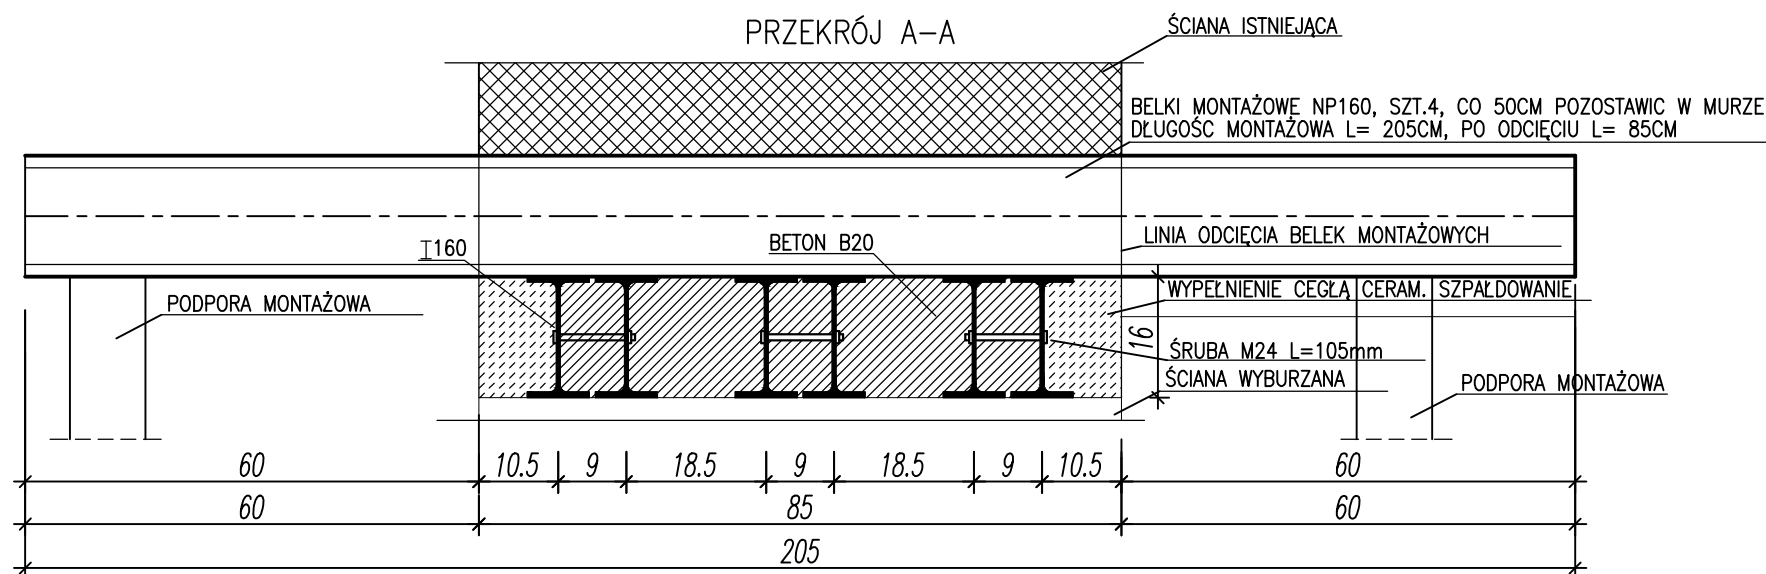 PRZEKRÓJ A-A
ŚCIANA ISTNIEJĄCA
BELKI MONTAŻOWE NP160, SZT.4, CO 50CM POZOSTAWIC W MURZE
DŁUGOŚC MONTAŻOWA L= 205CM, PO ODCIĘCIU L= 85CM
I160
BETON B20
LINIA ODCIĘCIA BELEK MONTAŻOWYCH
PODPORA MONTAŻOWA
WYPEŁNIENIE CEGŁĄ CERAM. SZPAŁDOWANIE
16
ŚRUBA M24 L=105mm
ŚCIANA WYBURZANA
PODPORA MONTAŻOWA
60 10.5 9 18.5 9 18.5 9 10.5 60
60 85 60
205